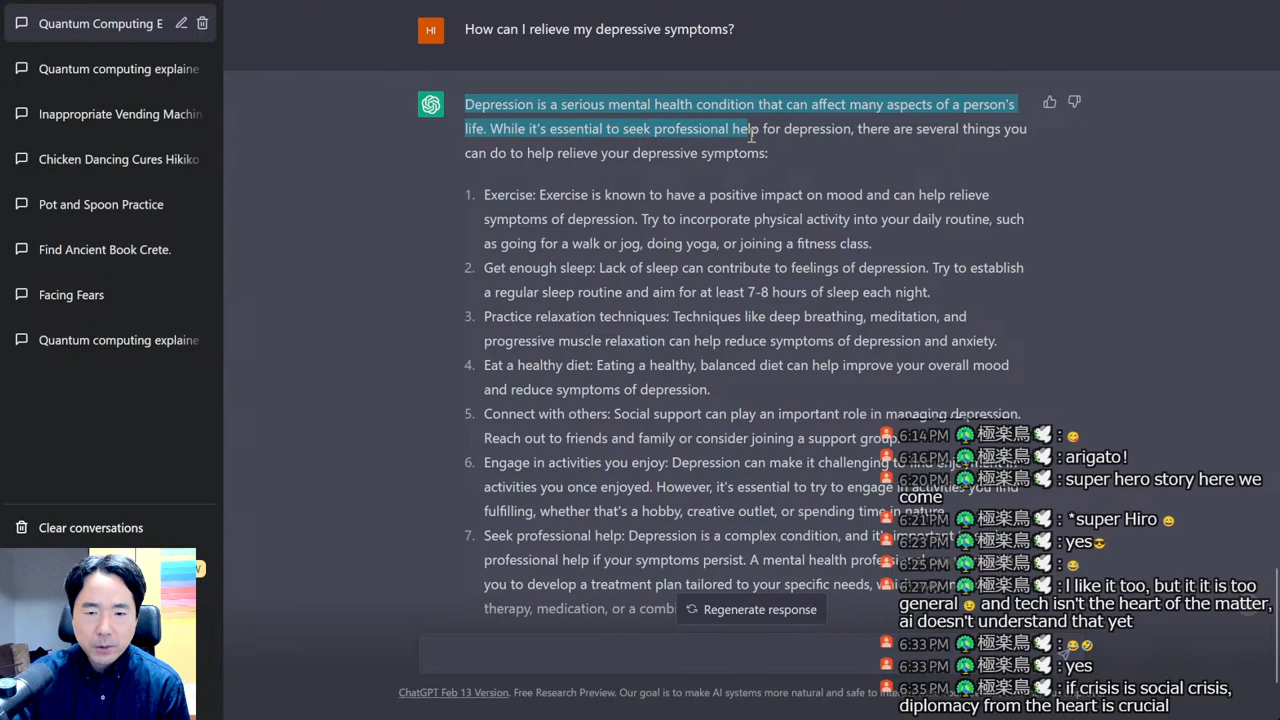 Quantum Computing E
Quantum computing explaine
Inappropriate Vending Machin
Chicken Dancing Cures Hikiko
Pot and Spoon Practice
Find Ancient Book Crete.
Facing Fears
Quantum computing explaine
Clear conversations
HI
How can I relieve my depressive symptoms?
Depression is a serious mental health condition that can affect many aspects of a person's
life. While it's essential to seek professional help for depression, there are several things you
can do to help relieve your depressive symptoms:
1. Exercise: Exercise is known to have a positive impact on mood and can help relieve
symptoms of depression. Try to incorporate physical activity into your daily routine, such
as going for a walk or jog, doing yoga, or joining a fitness class.
2. Get enough sleep: Lack of sleep can contribute to feelings of depression. Try to establish
a regular sleep routine and aim for at least 7-8 hours of sleep each night.
3. Practice relaxation techniques: Techniques like deep breathing, meditation, and
progressive muscle relaxation can help reduce symptoms of depression and anxiety.
4. Eat a healthy diet: Eating a healthy, balanced diet can help improve your overall mood
and reduce symptoms of depression.
5. Connect with others: Social support can play an important role in managing depression.
Reach out to friends and family or consider joining a support group.
6. Engage in activities you enjoy: Depression can make it challenging to find enjoyment in
activities you once enjoyed. However, it's essential to try to engage in activities you find
fulfilling, whether that's a hobby, creative outlet, or spending time in nature.
7. Seek professional help: Depression is a complex condition, and it's important to
professional help if your symptoms persist. A mental health
you to develop a treatment plan tailored to your specific needs,
therapy, medication, or a
Regenerate response
ChatGPT Feb 13 Version. Free Research Preview. Our goal is to make AI systems more natural and safe to
6:14 PM 極楽鳥 : 😋
6:16 PM 極楽鳥 : arigato!
6:20 PM 極楽鳥 : super hero story here we
come
6:21 PM 極楽鳥 : *super Hiro 😄
6:23 PM 極楽鳥 : yes😎
6:25 PM 極楽鳥 : 😂
6:27 PM 極楽鳥 : I like it too, but it it is too
general 😉 and tech isn't the heart of the matter,
ai doesn't understand that yet
6:33 PM 極楽鳥 : 😂🤣
6:33 PM 極楽鳥 : yes
6:35 PM 極楽鳥 : if crisis is social crisis,
diplomacy from the heart is crucial